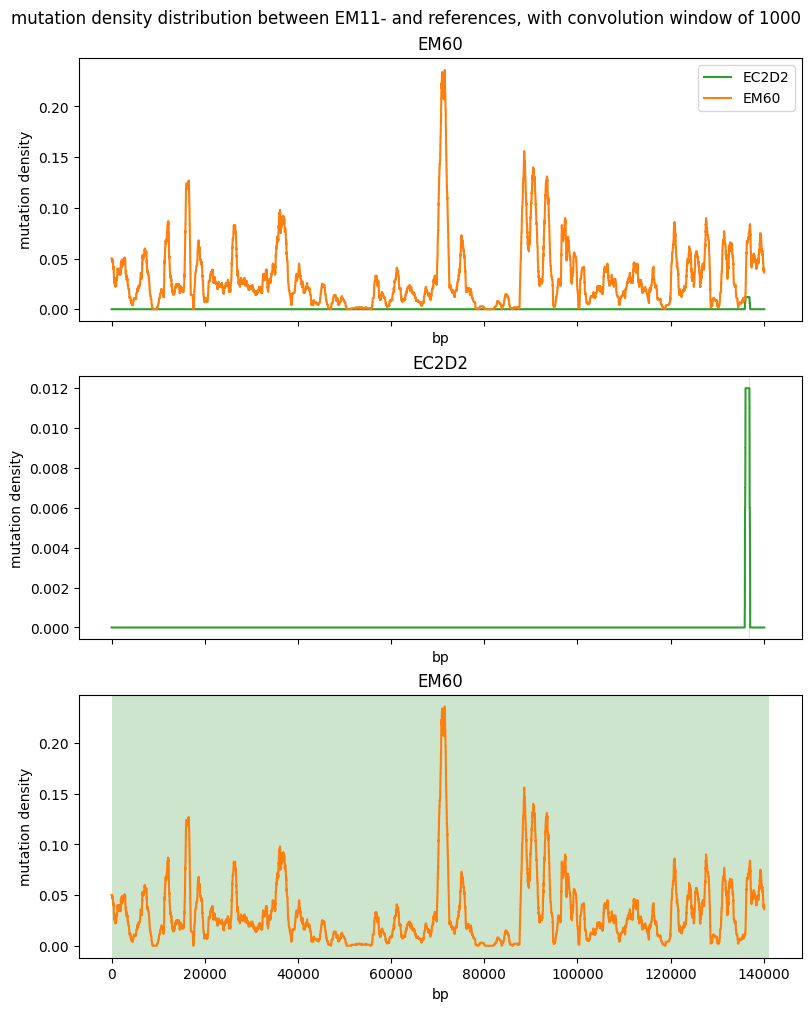 mutation density distribution between EM11- and references, with convolution window of 1000
EM60
EC2D2
EM60
0.20
0.15
0.10
0.05
0.00
mutation density
bp
EC2D2
0.012
0.010
0.008
0.006
0.004
0.002
0.000
mutation density
bp
EM60
0.20
0.15
0.10
0.05
0.00
mutation density
0 20000 40000 60000 80000 100000 120000 140000
bp